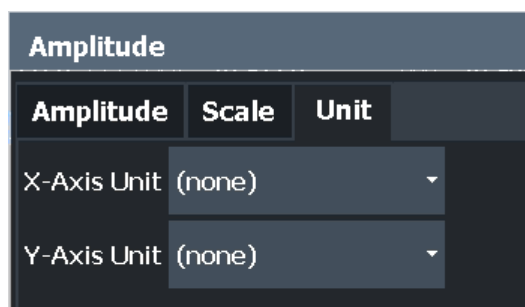 Amplitude
Amplitude Scale Unit
X-Axis Unit (none)
Y-Axis Unit (none)